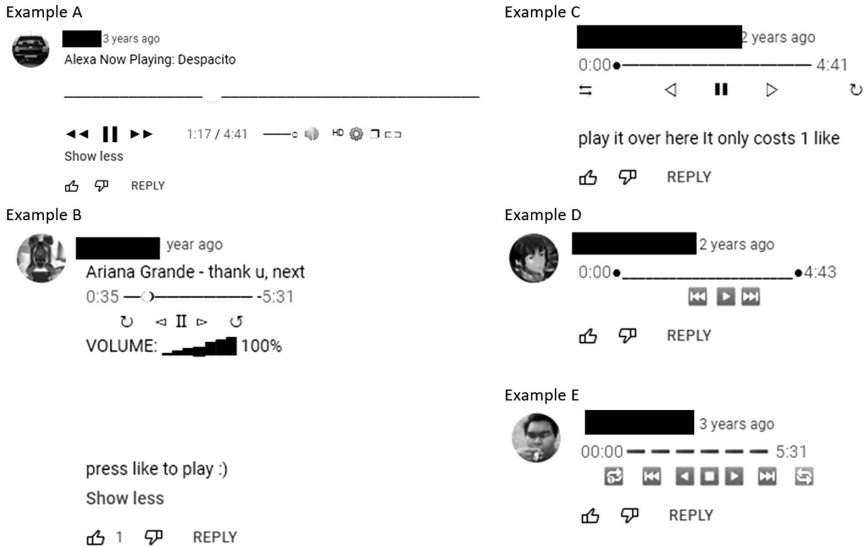 Example A
3 years ago
Alexa Now Playing: Despacito
1:17 / 4:41 HD
Show less
REPLY
Example B
year ago
Ariana Grande - thank u, next
0:35 -5:31
VOLUME: 100%
press like to play :)
Show less
1 REPLY
Example C
2 years ago
0:00 4:41
play it over here It only costs 1 like
REPLY
Example D
2 years ago
0:00 4:43
REPLY
Example E
3 years ago
00:00 5:31
REPLY